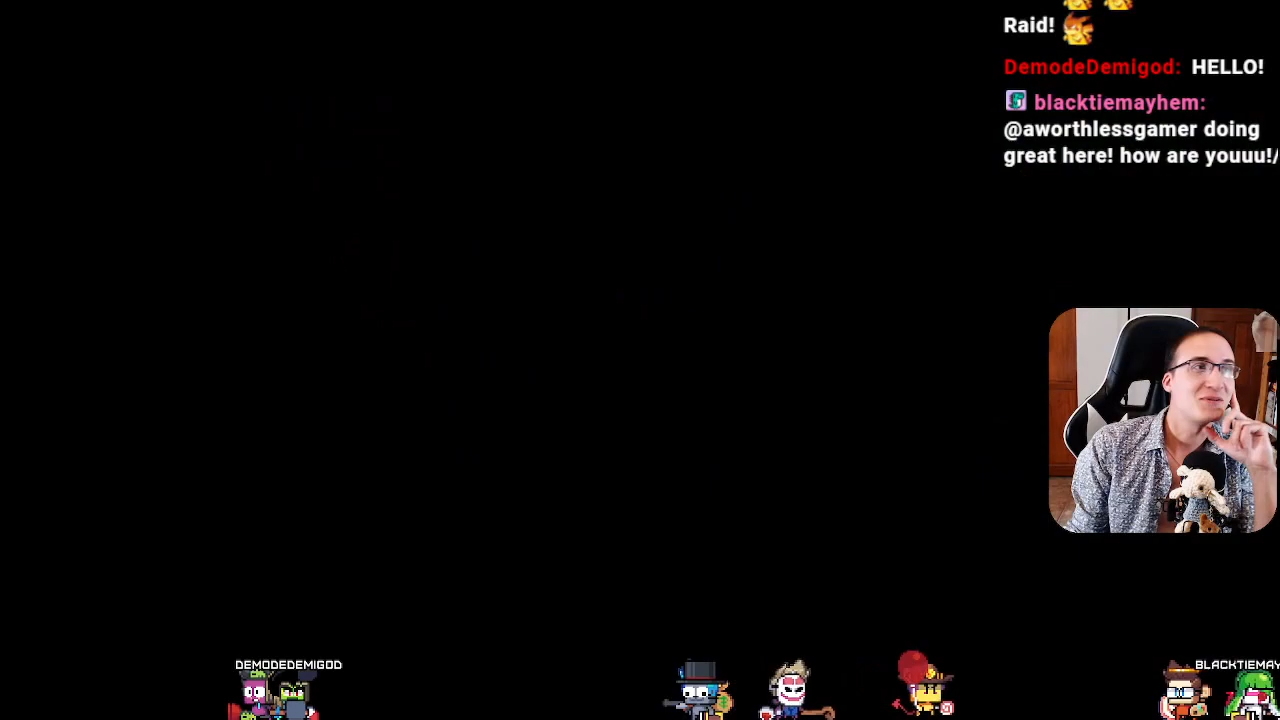 Raid!
DemodeDemigod: HELLO!
blacktiemayhem:
@aworthlessgamer doing
great here! how are youuu!/
DEMODEDEMIGOD
BLACKTIEMAY